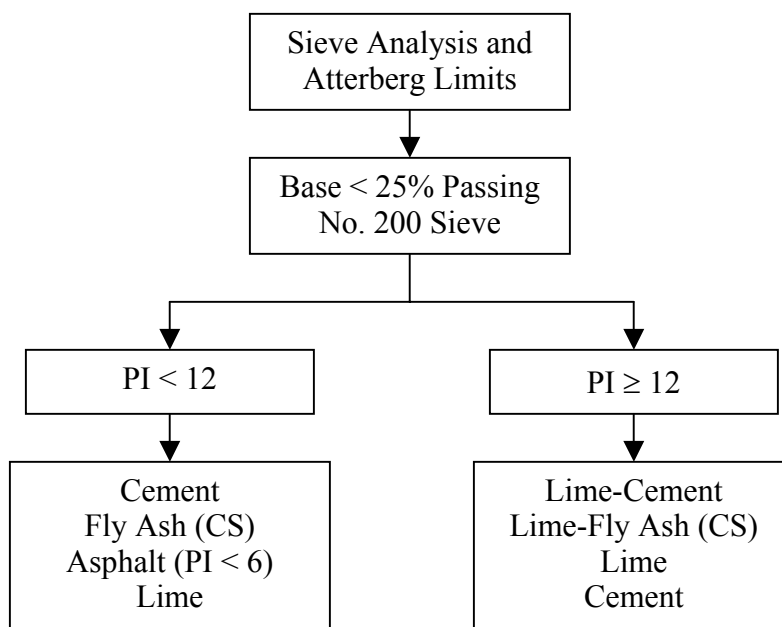 Sieve Analysis and
Atterberg Limits
Base < 25% Passing
No. 200 Sieve
PI < 12
PI ≥ 12
Cement
Fly Ash (CS)
Asphalt (PI < 6)
Lime
Lime-Cement
Lime-Fly Ash (CS)
Lime
Cement